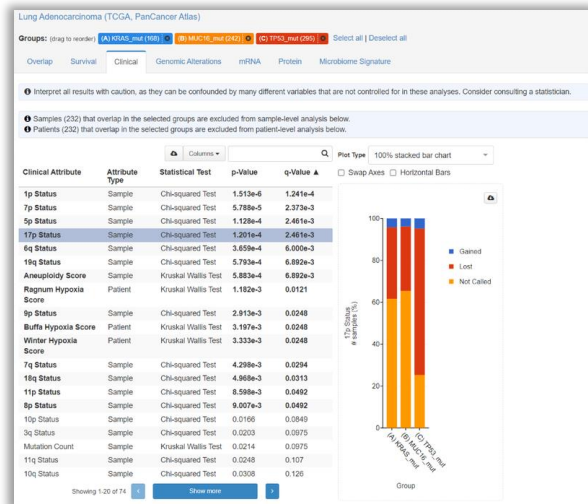 Lung Adenocarcinoma (TCGA, PanCancer Atlas)
Groups: (drag to reorder) (A) KRAS_mut (168) (B) MUC16_mut (242) (C) TP53_mut (295) Select all | Deselect all
Overlap Survival Clinical Genomic Alterations mRNA Protein Microbiome Signature
Interpret all results with caution, as they can be confounded by many different variables that are not controlled for in these analyses. Consider consulting a statistician.
Samples (232) that overlap in the selected groups are excluded from sample-level analysis below.
Patients (232) that overlap in the selected groups are excluded from patient-level analysis below.
Columns
Clinical Attribute Attribute Type Statistical Test p-Value q-Value ▲
1p Status Sample Chi-squared Test 1.513e-6 1.241e-4
7p Status Sample Chi-squared Test 5.788e-5 2.373e-3
5p Status Sample Chi-squared Test 1.128e-4 2.461e-3
17p Status Sample Chi-squared Test 1.201e-4 2.461e-3
6q Status Sample Chi-squared Test 3.659e-4 6.000e-3
19q Status Sample Chi-squared Test 5.793e-4 6.892e-3
Aneuploidy Score Sample Kruskal Wallis Test 5.883e-4 6.892e-3
Ragnum Hypoxia Score Patient Kruskal Wallis Test 1.182e-3 0.0121
9p Status Sample Chi-squared Test 2.913e-3 0.0248
Buffa Hypoxia Score Patient Kruskal Wallis Test 3.197e-3 0.0248
Winter Hypoxia Score Patient Kruskal Wallis Test 3.333e-3 0.0248
7q Status Sample Chi-squared Test 4.298e-3 0.0294
18q Status Sample Chi-squared Test 4.968e-3 0.0313
11p Status Sample Chi-squared Test 8.598e-3 0.0492
8p Status Sample Chi-squared Test 9.007e-3 0.0492
10p Status Sample Chi-squared Test 0.0166 0.0849
3q Status Sample Chi-squared Test 0.0203 0.0975
Mutation Count Sample Kruskal Wallis Test 0.0214 0.0975
11q Status Sample Chi-squared Test 0.0248 0.107
10q Status Sample Chi-squared Test 0.0308 0.126
Showing 1-20 of 74 Show more
Plot Type 100% stacked bar chart
Swap Axes Horizontal Bars
100
80
60
40
20
0
17p Status
# samples (%)
(A) KRAS_mut
(B) MUC16_mut
(C) TP53_mut
Group
Gained
Lost
Not Called